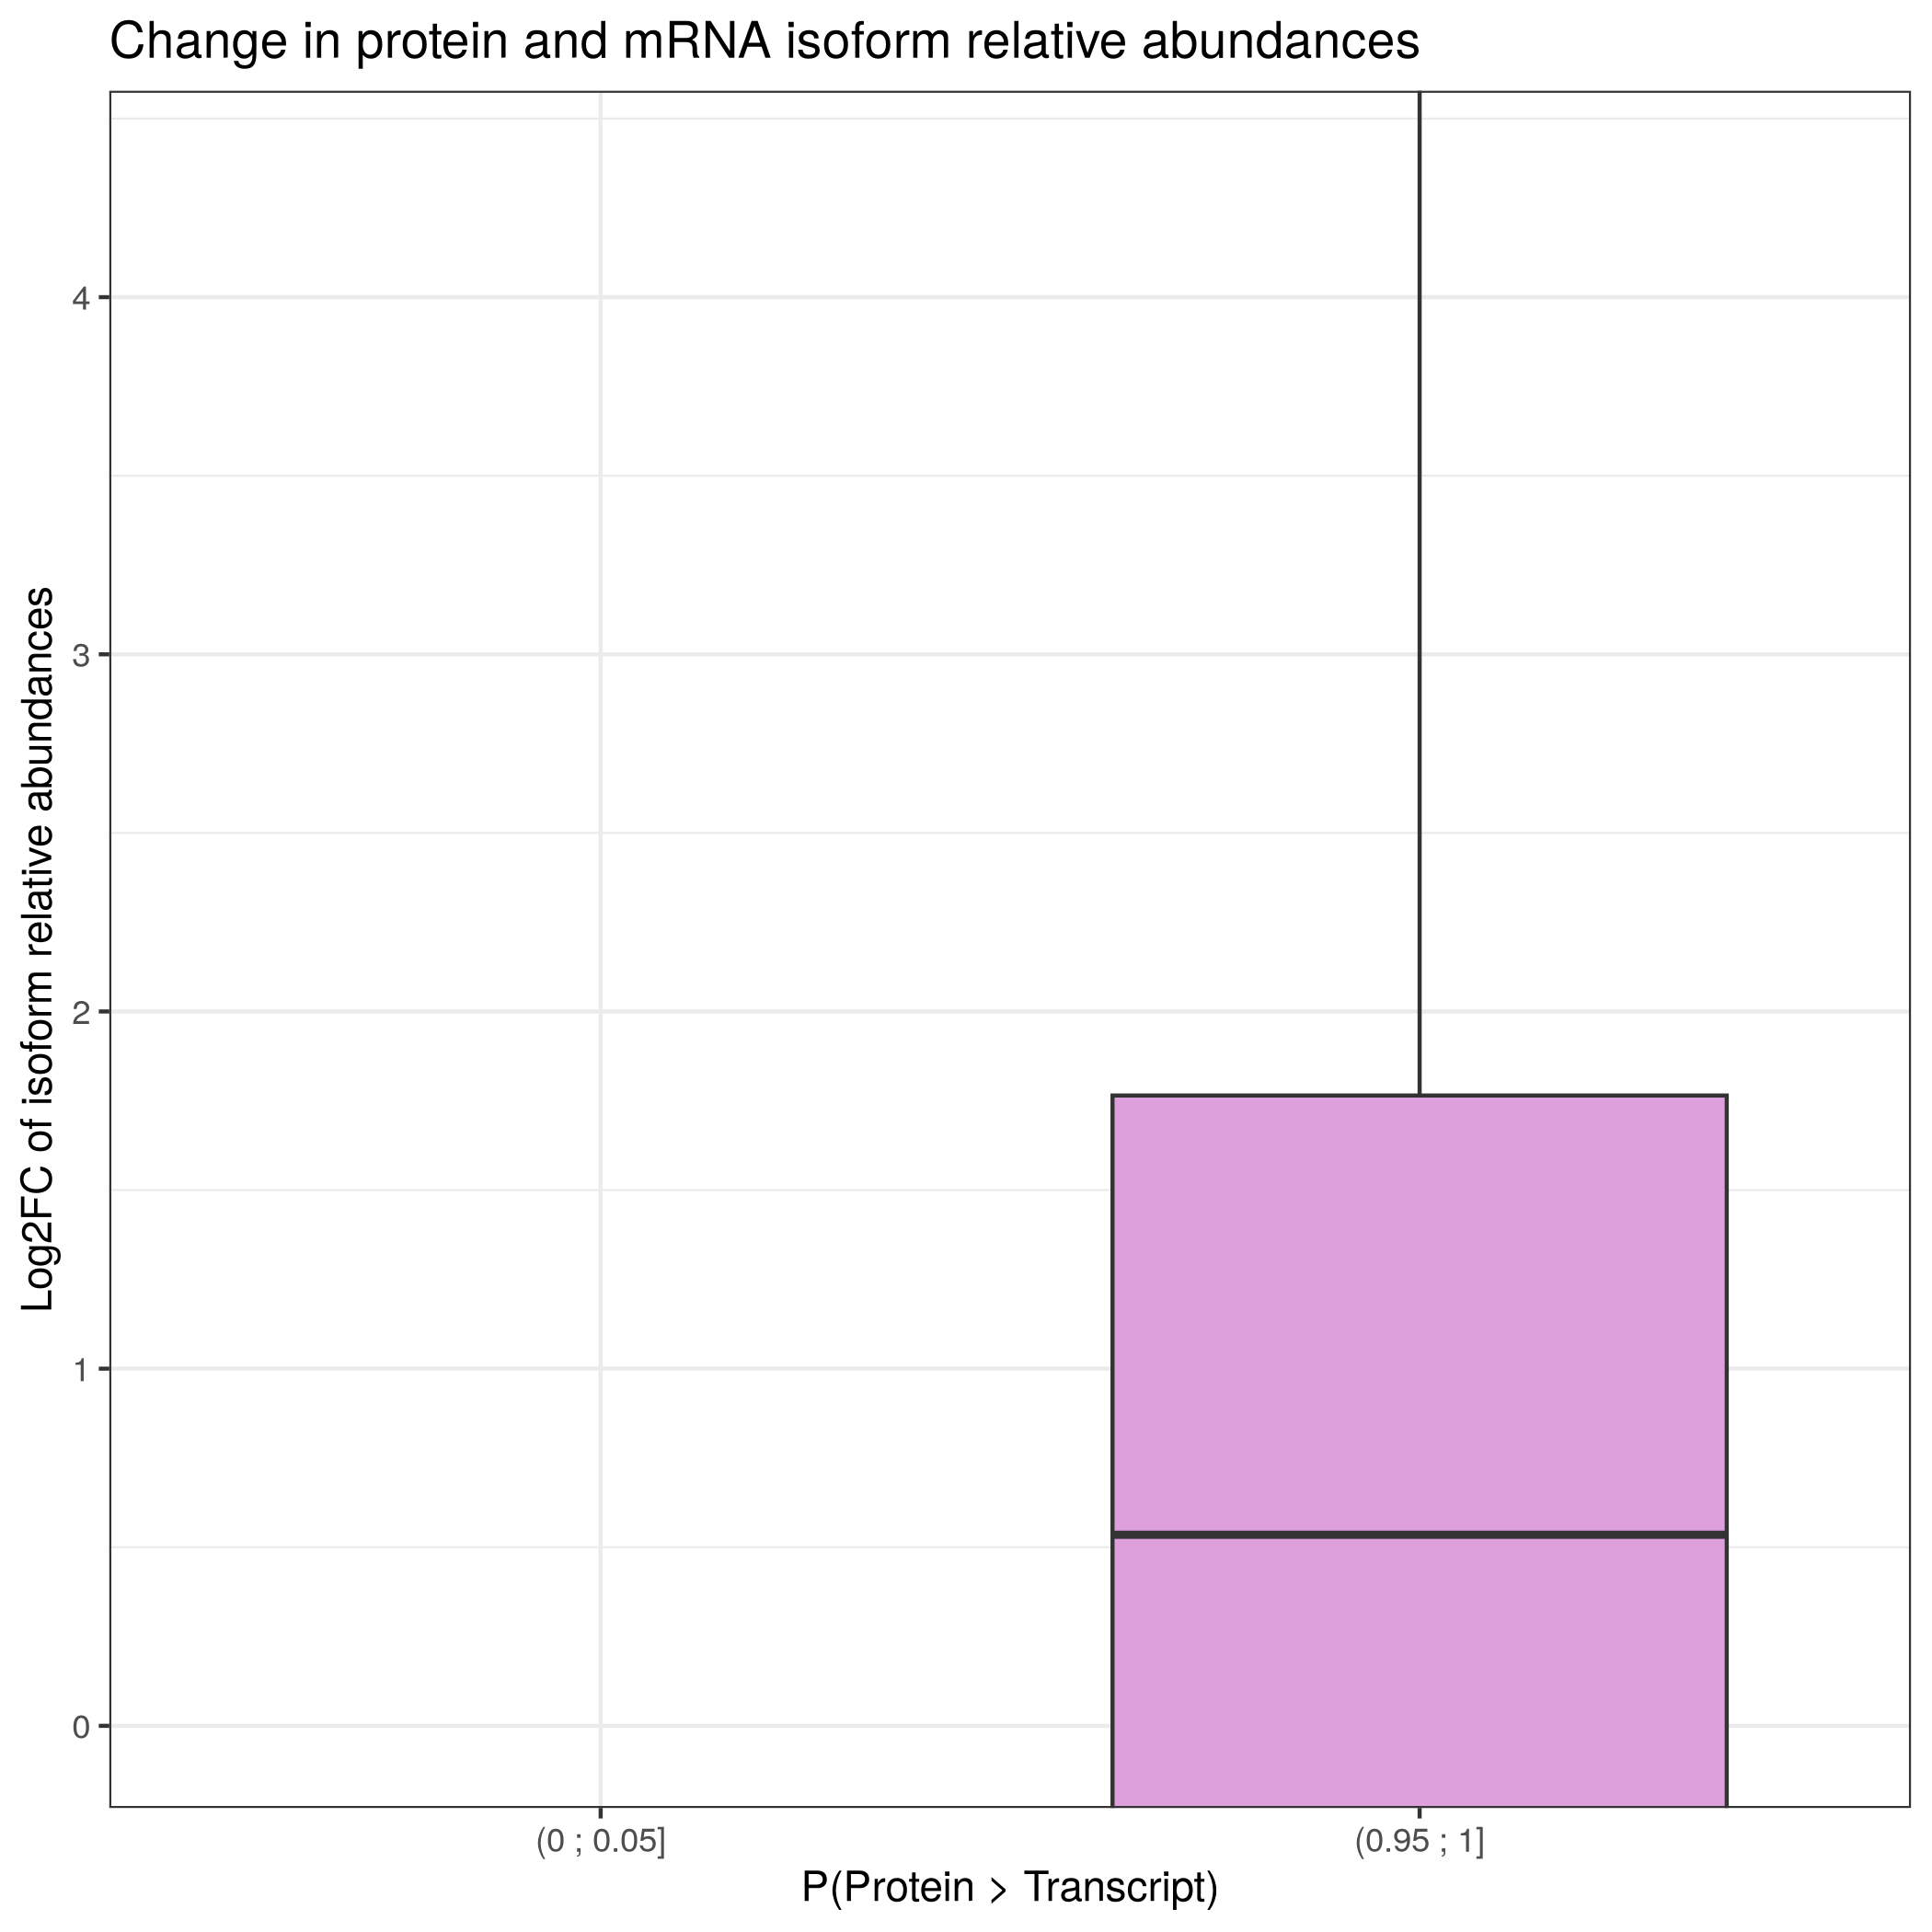 Change in protein and mRNA isoform relative abundances
Log2FC of isoform relative abundances
4
3
2
1
0
(0 ; 0.05]
(0.95 ; 1]
P(Protein > Transcript)